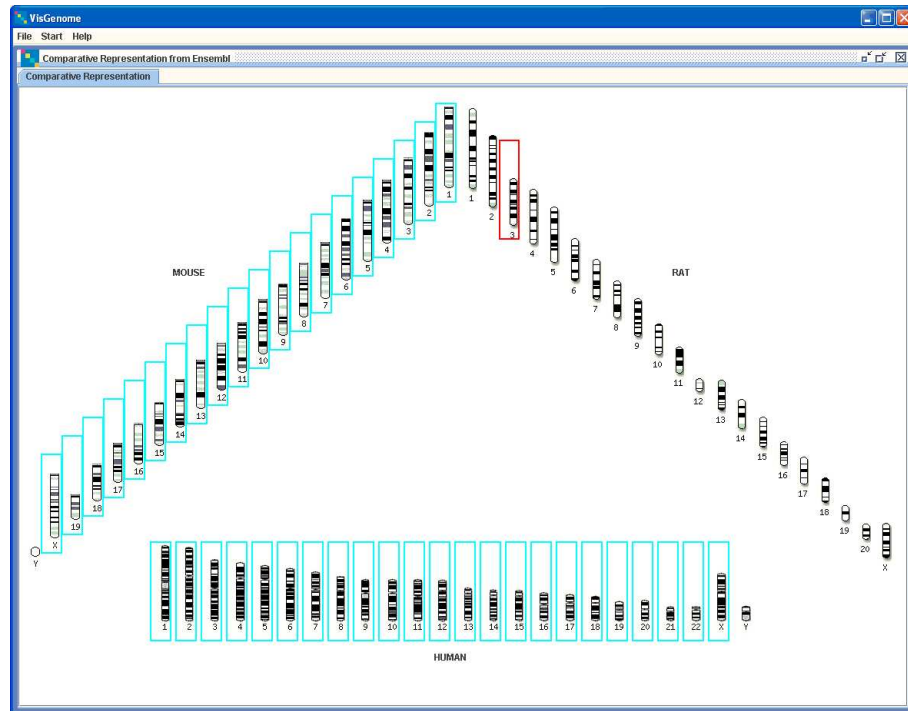 VisGenome
File Start Help
Comparative Representation from Ensembl
Comparative Representation
1 1
2 2
3 3
4 4
5 5
MOUSE RAT
6 6
7 7
8 8
9 9
10 10
11 11
12 12
13 13
14 14
15 15
16 16
17 17
18 18
19 19
X 20
Y X
1 2 3 4 5 6 7 8 9 10 11 12 13 14 15 16 17 18 19 20 21 22 X Y
HUMAN